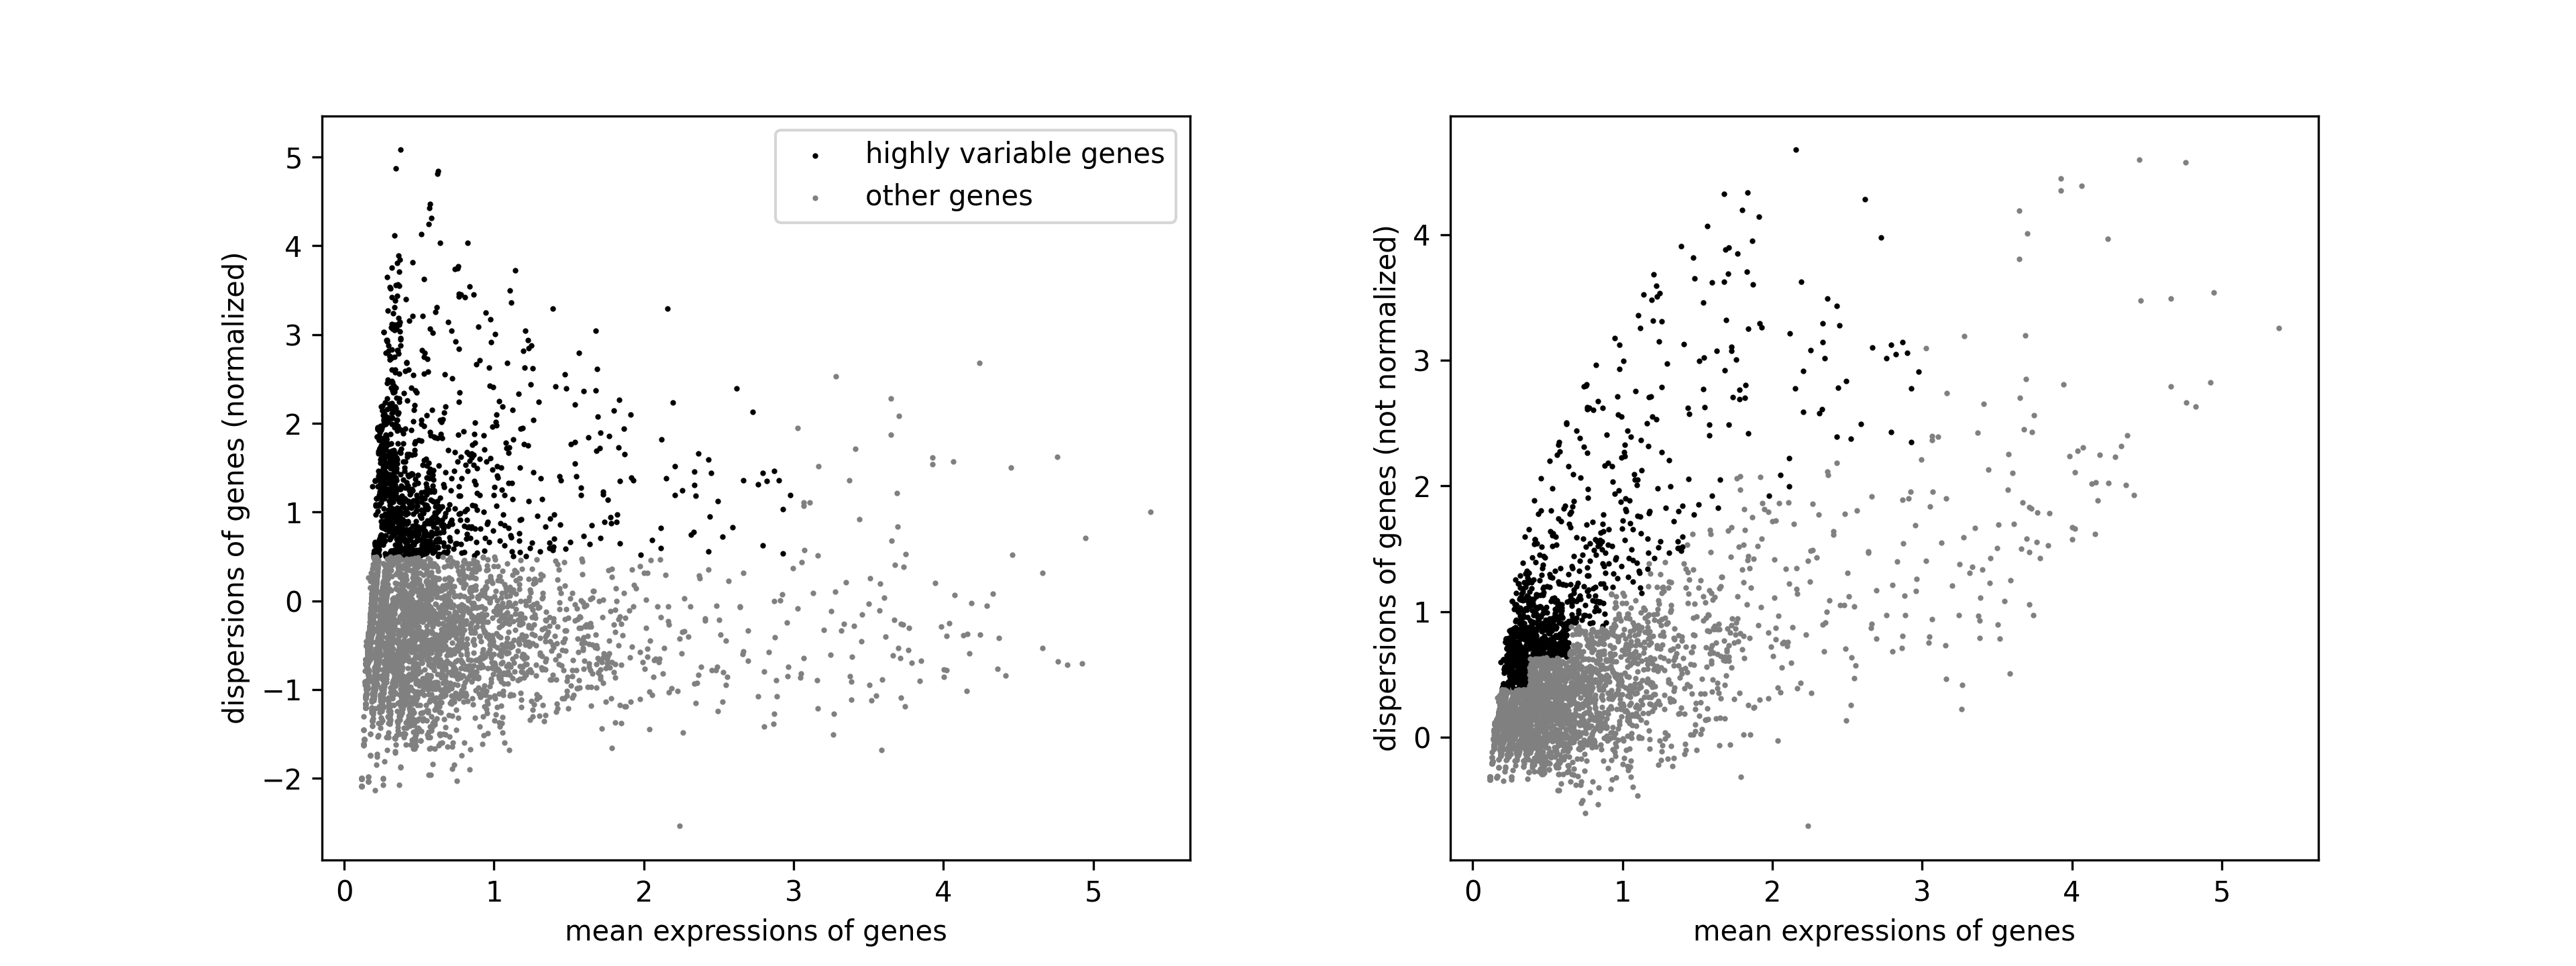 dispersions of genes (normalized)
5
4
3
2
1
0
−1
−2
highly variable genes
other genes
0 1 2 3 4 5
mean expressions of genes
dispersions of genes (not normalized)
4
3
2
1
0
0 1 2 3 4 5
mean expressions of genes